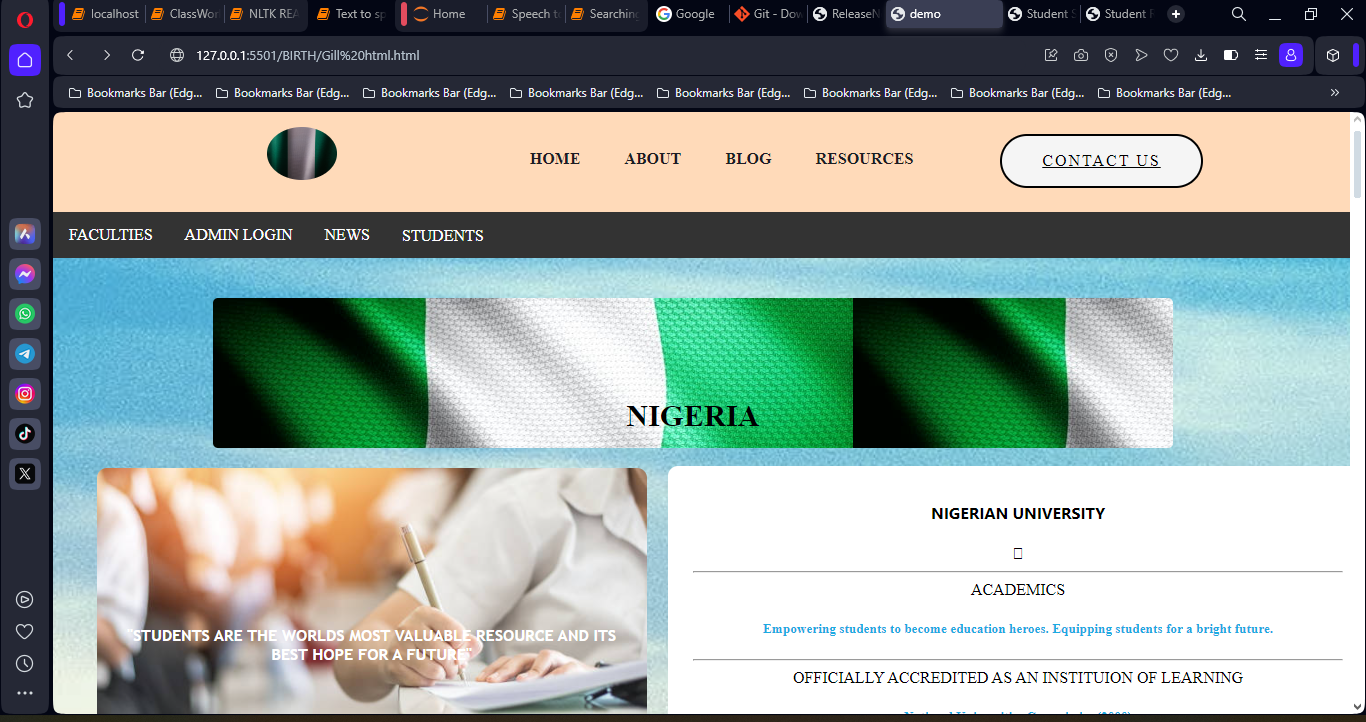 localhost
ClassWor
NLTK REA
Text to sp
Home
Speech to
Searching
Google
Git - Dow
ReleaseN
demo
Student S
Student P
127.0.0.1:5501/BIRTH/Gill%20html.html
Bookmarks Bar (Edg...
Bookmarks Bar (Edg...
Bookmarks Bar (Edg...
Bookmarks Bar (Edg...
Bookmarks Bar (Edg...
Bookmarks Bar (Edg...
Bookmarks Bar (Edg...
Bookmarks Bar (Edg...
HOME ABOUT BLOG RESOURCES CONTACT US
FACULTIES ADMIN LOGIN NEWS STUDENTS
NIGERIA
"STUDENTS ARE THE WORLDS MOST VALUABLE RESOURCE AND ITS
BEST HOPE FOR A FUTURE"
NIGERIAN UNIVERSITY
ACADEMICS
Empowering students to become education heroes. Equipping students for a bright future.
OFFICIALLY ACCREDITED AS AN INSTITUION OF LEARNING